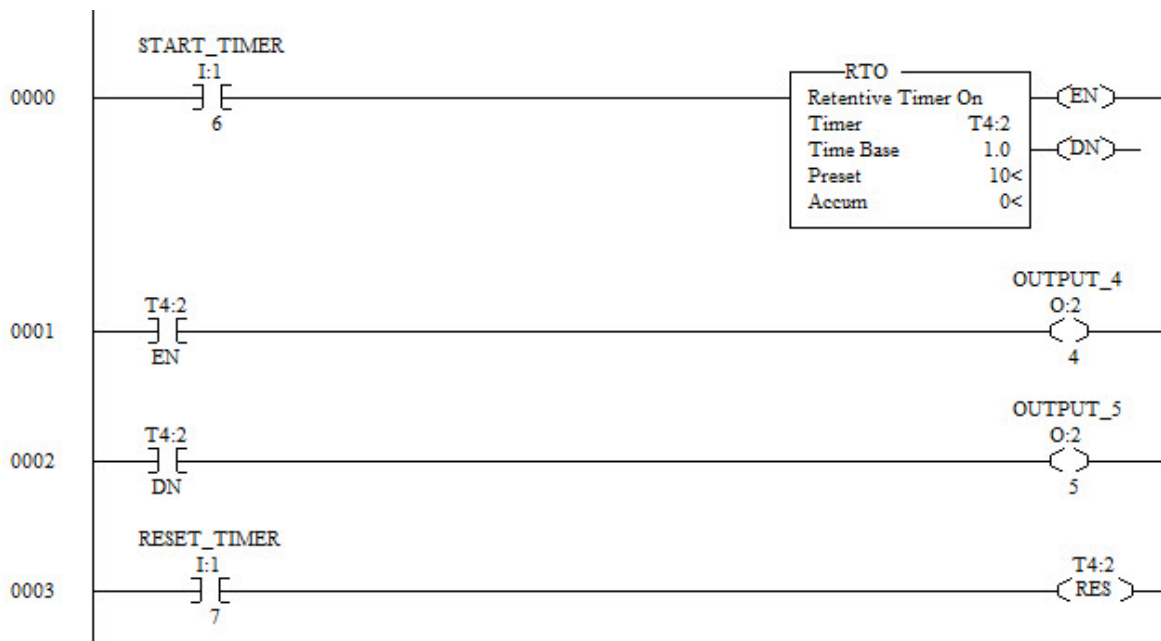 START_TIMER
I:1
0000
6
RTO
Retentive Timer On
Timer T4:2
Time Base 1.0
Preset 10<
Accum 0<
EN
DN
T4:2
0001
EN
OUTPUT_4
O:2
4
T4:2
0002
DN
OUTPUT_5
O:2
5
RESET_TIMER
I:1
0003
7
T4:2
RES